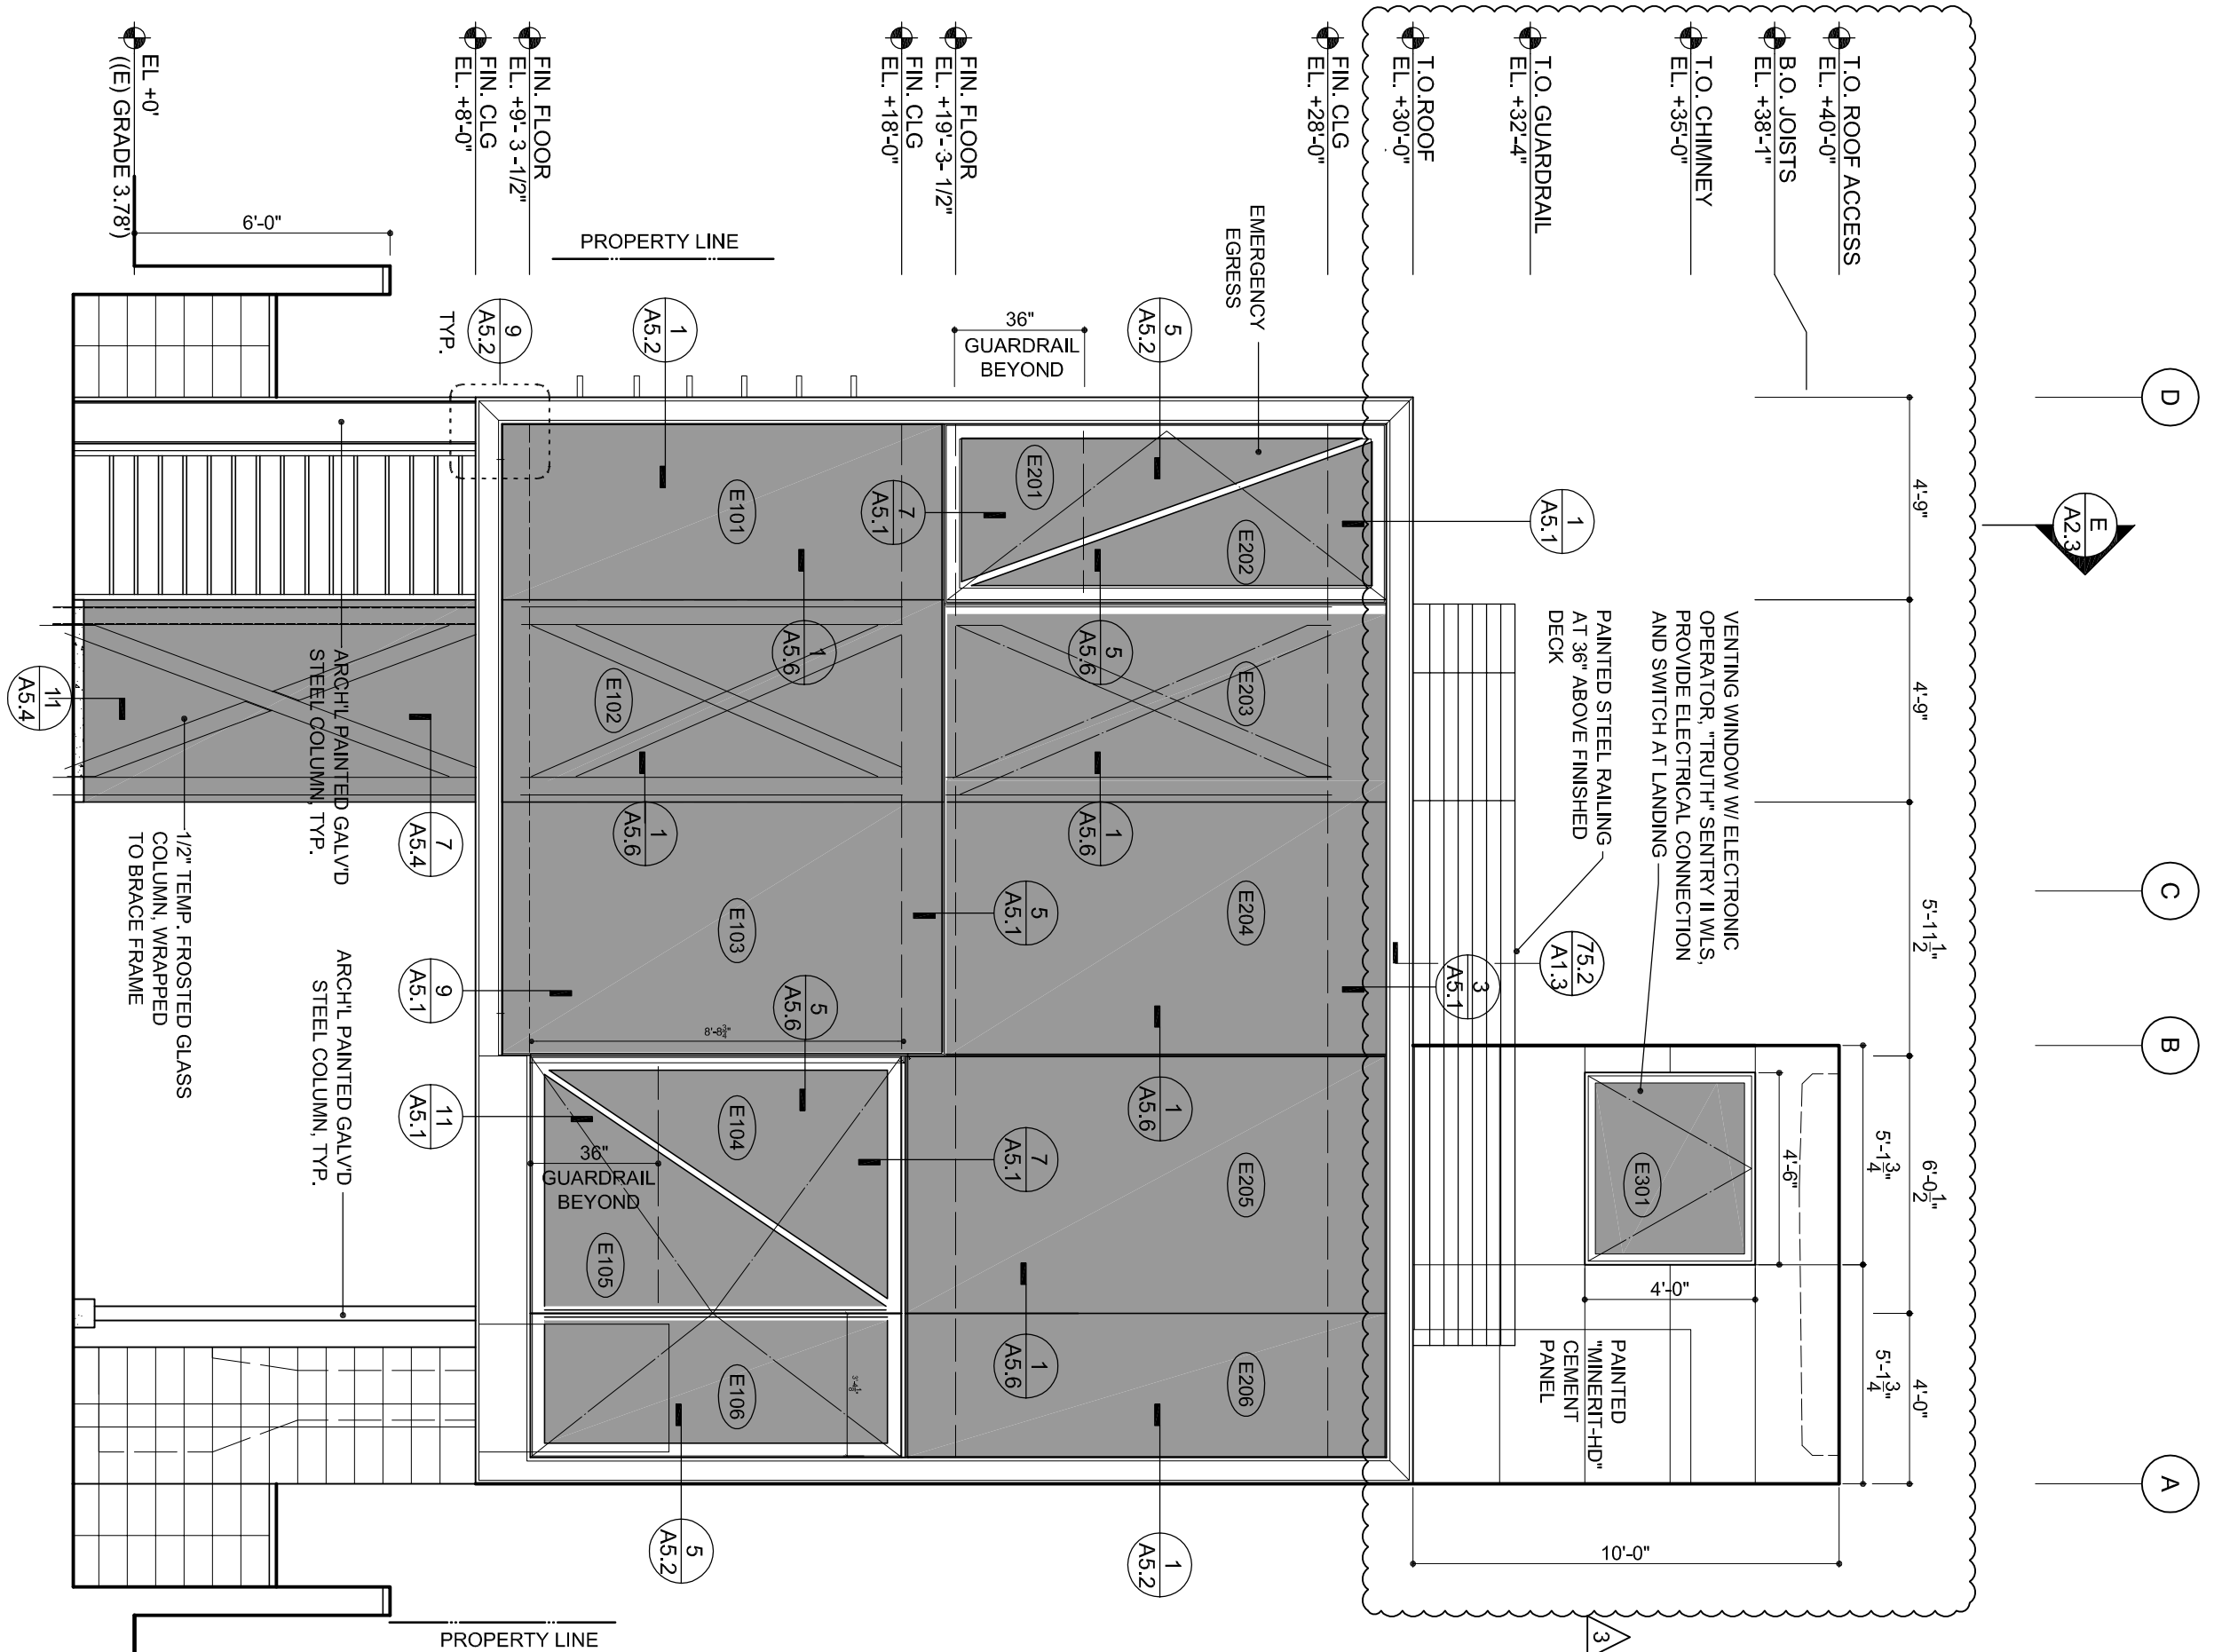 D
C
B
A
E
A2.3
4'-9"
4'-9"
5'-11 1/2"
6'-0 1/2"
4'-0"
5'-1 3/4"
5'-1 3/4"
4'-6"
4'-0"
10'-0"
3
T.O. ROOF ACCESS
EL. +40'-0"
B.O. JOISTS
EL. +38'-1"
T.O. CHIMNEY
EL. +35'-0"
T.O. GUARDRAIL
EL. +32'-4"
T.O.ROOF
EL. +30'-0"
FIN. CLG
EL. +28'-0"
FIN. FLOOR
EL. +19'-3- 1/2"
FIN. CLG
EL. +18'-0"
FIN. FLOOR
EL. +9'- 3 -1/2"
FIN. CLG
EL. +8'-0"
EL +0'
((E) GRADE 3.78')
6'-0"
PROPERTY LINE
PROPERTY LINE
VENTING WINDOW W/ ELECTRONIC
OPERATOR, "TRUTH" SENTRY II WLS,
PROVIDE ELECTRICAL CONNECTION
AND SWITCH AT LANDING
PAINTED STEEL RAILING
AT 36" ABOVE FINISHED
DECK
PAINTED
"MINERIT-HD"
CEMENT
PANEL
E301
1
A5.1
75.2
A1.3
3
A5.1
EMERGENCY
EGRESS
5
A5.2
36"
GUARDRAIL
BEYOND
E201
E202
E203
E204
E205
E206
7
A5.1
5
A5.6
1
A5.6
1
A5.6
5
A5.1
7
A5.1
1
A5.6
1
A5.2
1
A5.2
9
A5.2
TYP.
E101
E102
E103
E104
E105
E106
1
A5.6
1
A5.6
5
A5.6
8'-8 3/4"
36"
GUARDRAIL
BEYOND
5
A5.2
9
A5.1
11
A5.1
7
A5.4
11
A5.4
ARCH'L PAINTED GALV'D
STEEL COLUMN, TYP.
1/2" TEMP. FROSTED GLASS
COLUMN, WRAPPED
TO BRACE FRAME
ARCH'L PAINTED GALV'D
STEEL COLUMN, TYP.